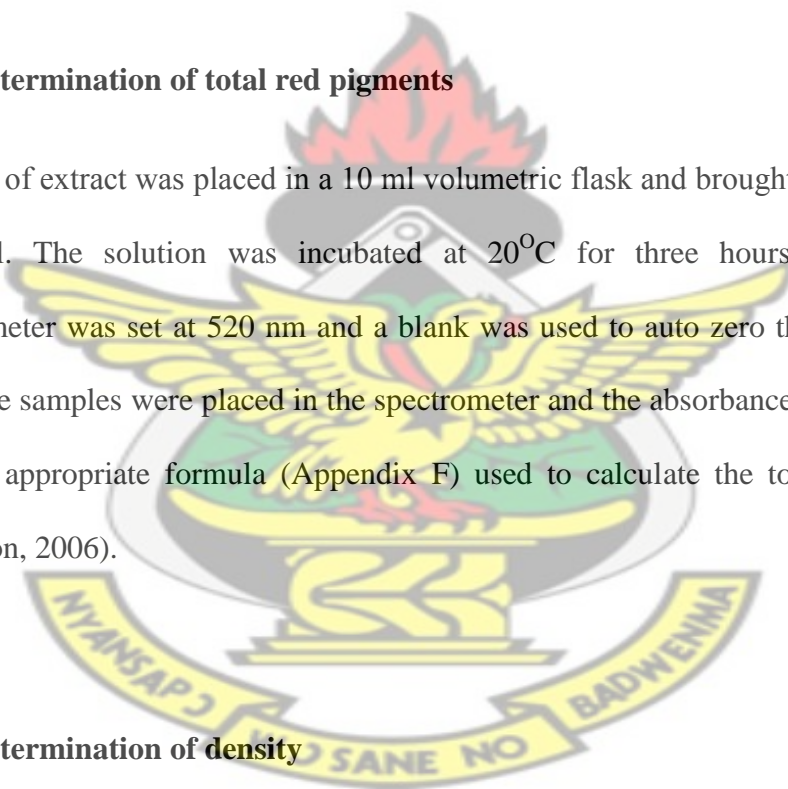 termination of total red pigments
of extract was placed in a 10 ml volumetric flask and brought
l. The solution was incubated at 20°C for three hours
meter was set at 520 nm and a blank was used to auto zero th
e samples were placed in the spectrometer and the absorbance
appropriate formula (Appendix F) used to calculate the to
on, 2006).
NYANSAPƆ WƆ SANE NO BADWENMA
termination of density